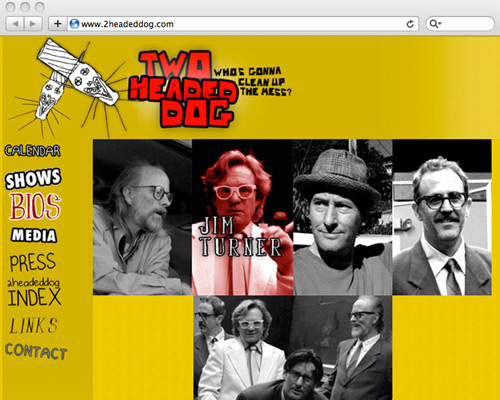 www.2headeddog.com
TWO
HEADED
DOG
WHO'S GONNA
CLEAN UP
THE MESS?
CALENDAR
SHOWS
BIOS
MEDIA
PRESS
2headeddog
INDEX
LINKS
CONTACT
JIM
TURNER